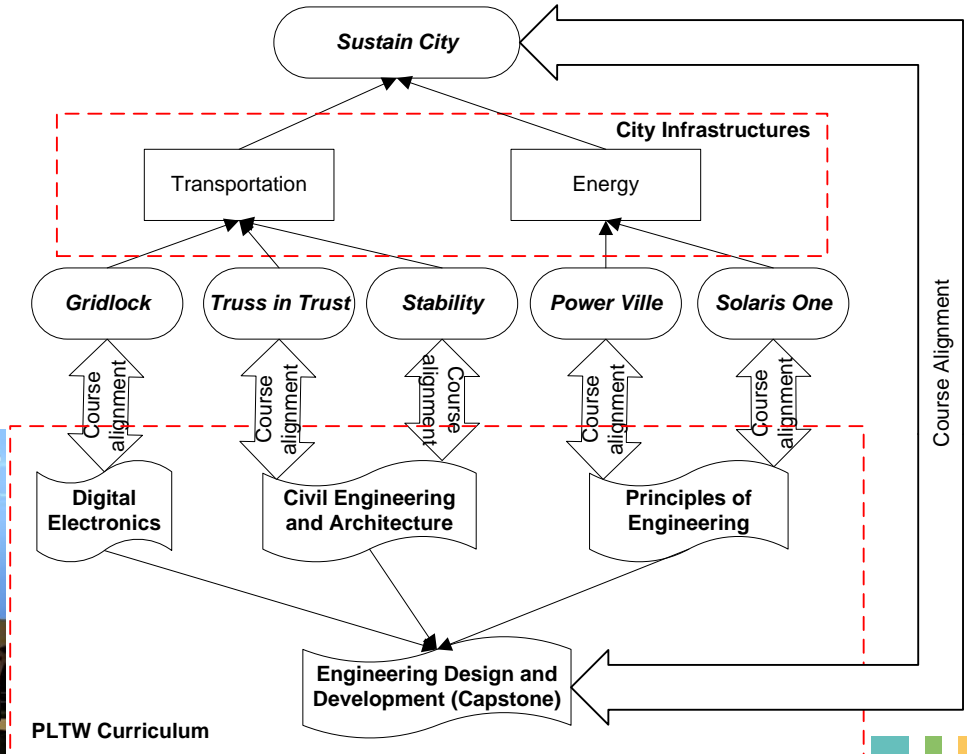 Sustain City
City Infrastructures
Transportation
Energy
Gridlock
Truss in Trust
Stability
Power Ville
Solaris One
Course
alignment
Course
alignment
Course
alignment
Course
alignment
Course
alignment
Course Alignment
Digital
Electronics
Civil Engineering
and Architecture
Principles of
Engineering
Engineering Design and
Development (Capstone)
PLTW Curriculum